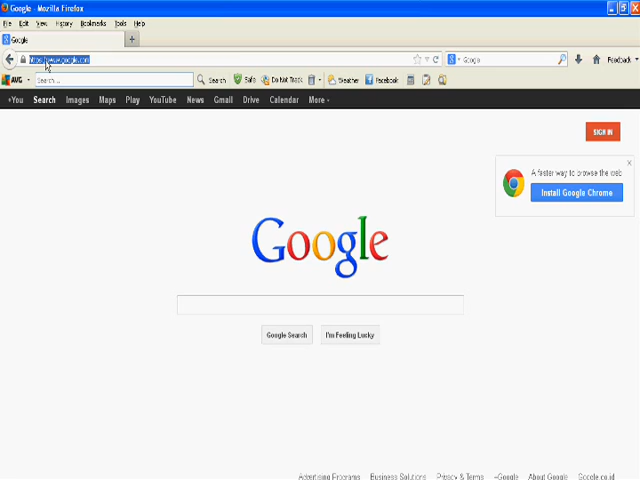 Google - Mozilla Firefox
File Edit View History Bookmarks Tools Help
Google
https://www.google.com
Google
Feedback
AVG Search... Search Safe Do Not Track Weather Facebook
+You Search Images Maps Play YouTube News Gmail Drive Calendar More
SIGN IN
A faster way to browse the web
Install Google Chrome
Google
Google Search I'm Feeling Lucky
Advertising Programs Business Solutions Privacy & Terms +Google About Google Google.co.id